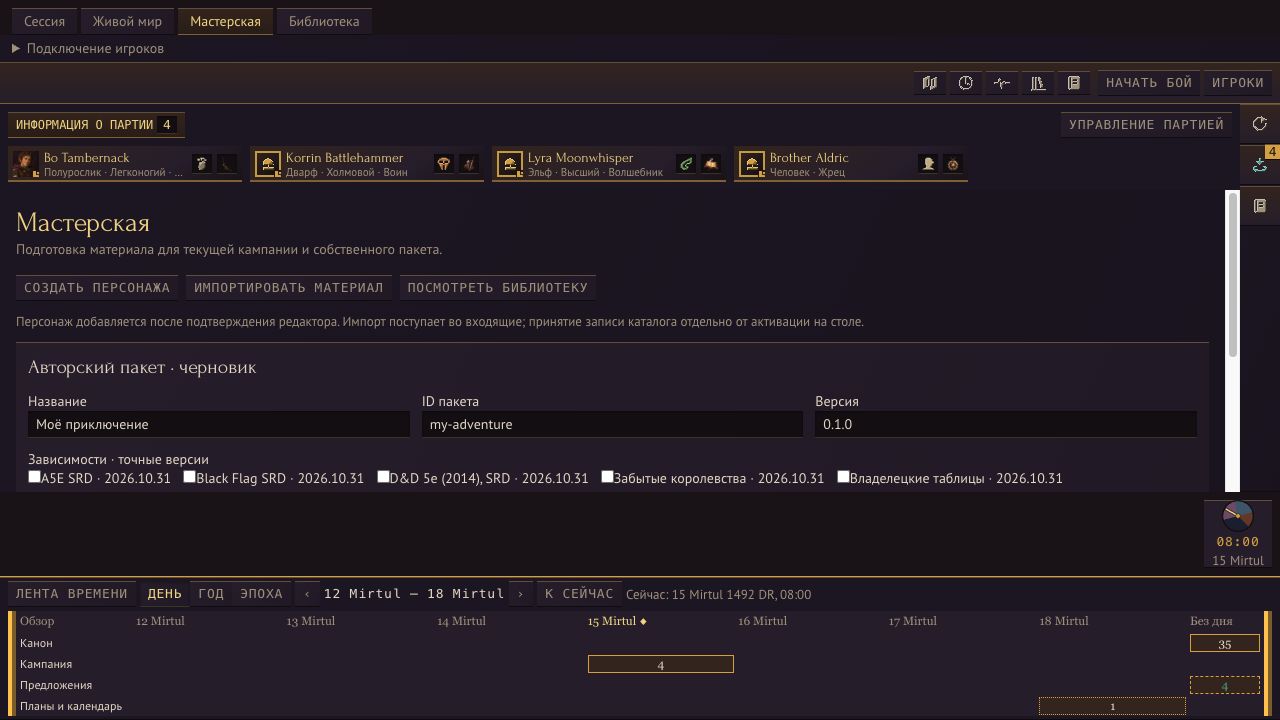 Сессия Живой мир Мастерская Библиотека
▶ Подключение игроков
НАЧАТЬ БОЙ ИГРОКИ
ИНФОРМАЦИЯ О ПАРТИИ 4 УПРАВЛЕНИЕ ПАРТИЕЙ
4
Bo Tambernack Korrin Battlehammer Lyra Moonwhisper Brother Aldric
Полурослик · Легконогий · ... Дварф · Холмовой · Воин Эльф · Высший · Волшебник Человек · Жрец
Мастерская
Подготовка материала для текущей кампании и собственного пакета.
СОЗДАТЬ ПЕРСОНАЖА ИМПОРТИРОВАТЬ МАТЕРИАЛ ПОСМОТРЕТЬ БИБЛИОТЕКУ
Персонаж добавляется после подтверждения редактора. Импорт поступает во входящие; принятие записи каталога отдельно от активации на столе.
Авторский пакет · черновик
Название ID пакета Версия
Моё приключение my-adventure 0.1.0
Зависимости · точные версии
A5E SRD · 2026.10.31 Black Flag SRD · 2026.10.31 D&D 5e (2014), SRD · 2026.10.31 Забытые королевства · 2026.10.31 Владелецкие таблицы · 2026.10.31
08:00
15 Mirtul
ЛЕНТА ВРЕМЕНИ ДЕНЬ ГОД ЭПОХА ‹ 12 Mirtul — 18 Mirtul › К СЕЙЧАС Сейчас: 15 Mirtul 1492 DR, 08:00
Обзор 12 Mirtul 13 Mirtul 14 Mirtul 15 Mirtul ♦ 16 Mirtul 17 Mirtul 18 Mirtul Без дня
Канон 35
Кампания 4
Предложения 4
Планы и календарь 1